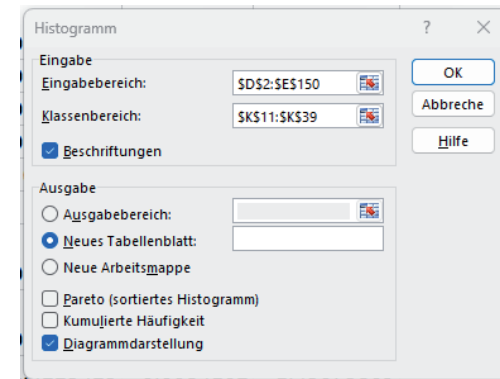 Histogramm ? ×
Eingabe
Eingabebereich: $D$2:$E$150
OK
Klassenbereich: $K$11:$K$39
Abbreche
Beschriftungen
Hilfe
Ausgabe
Ausgabebereich:
Neues Tabellenblatt:
Neue Arbeitsmappe
Pareto (sortiertes Histogramm)
Kumulierte Häufigkeit
Diagrammdarstellung